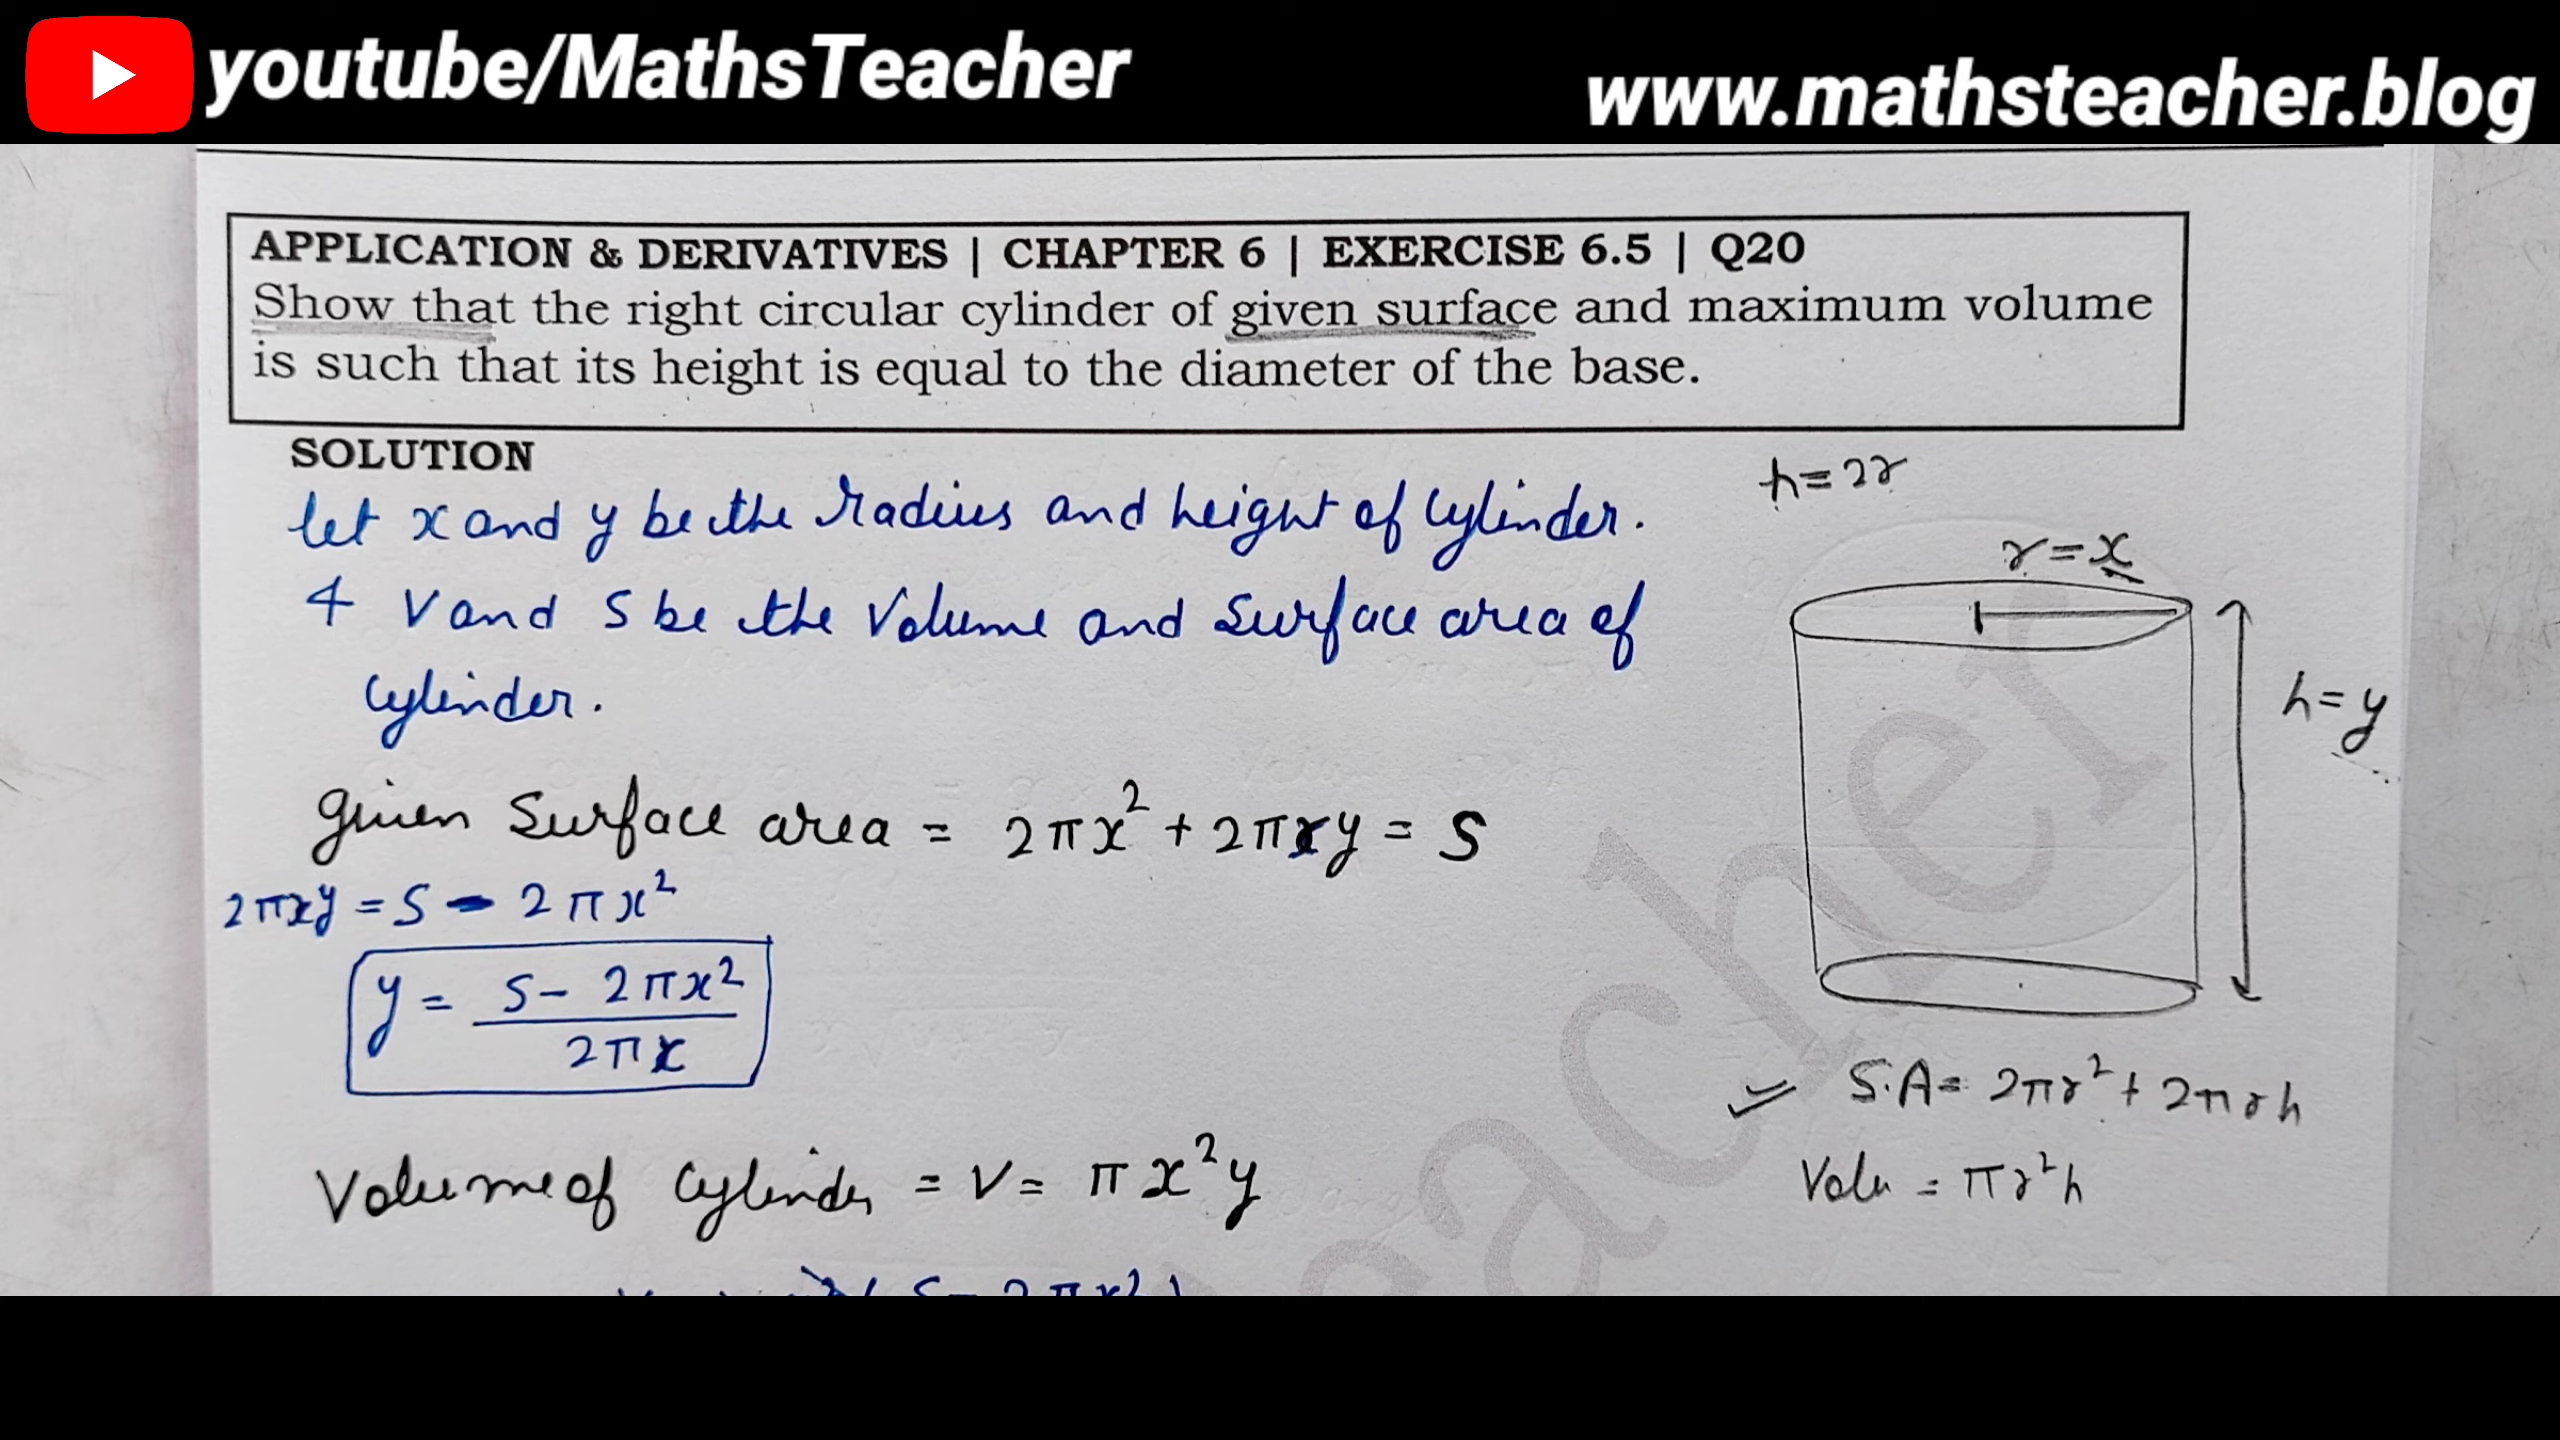 youtube/MathsTeacher
www.mathsteacher.blog
APPLICATION & DERIVATIVES | CHAPTER 6 | EXERCISE 6.5 | Q20
Show that the right circular cylinder of given surface and maximum volume
is such that its height is equal to the diameter of the base.
SOLUTION
h=2r
let x and y be the radius and height of cylinder.
r=x
& V and S be the Volume and Surface area of
cylinder.
h=y
given Surface area = 2πx² + 2πxy = S
2πxy = S - 2πx²
y = S - 2πx² / 2πx
S.A = 2πr² + 2πrh
Volume of Cylinder = V = πx²y
Volu = πr²h
acher